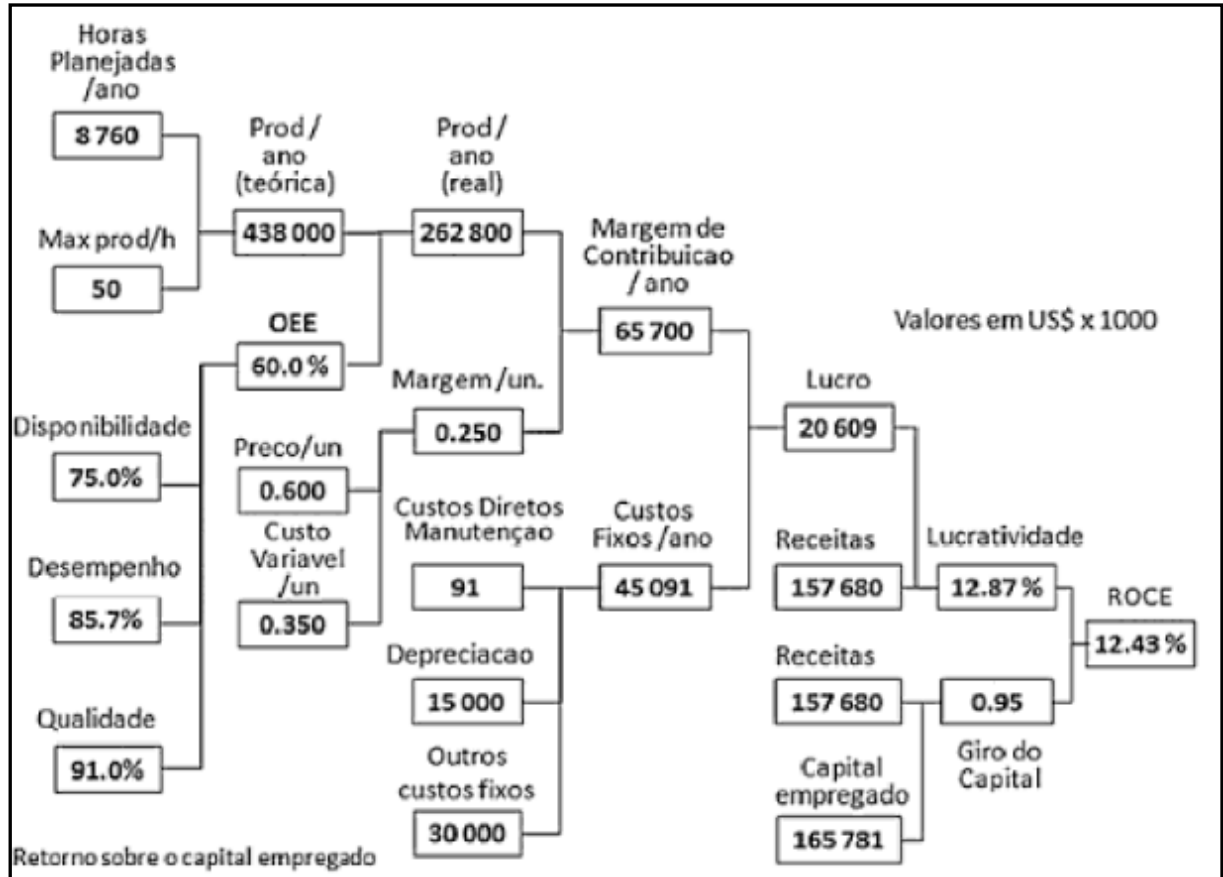 Horas
Planejadas
/ano
8 760
Max prod/h
50
Prod /
ano
(teórica)
438 000
Prod /
ano
(real)
262 800
OEE
60.0 %
Margem de
Contribuicao
/ ano
65 700
Valores em US$ x 1000
Disponibilidade
75.0%
Desempenho
85.7%
Qualidade
91.0%
Preco/un
0.600
Custo
Variavel
/un
0.350
Margem /un.
0.250
Custos Diretos
Manutençao
91
Depreciacao
15 000
Outros
custos fixos
30 000
Custos
Fixos /ano
45 091
Lucro
20 609
Receitas
157 680
Lucratividade
12.87 %
Receitas
157 680
Capital
empregado
165 781
0.95
Giro do
Capital
ROCE
12.43 %
Retorno sobre o capital empregado